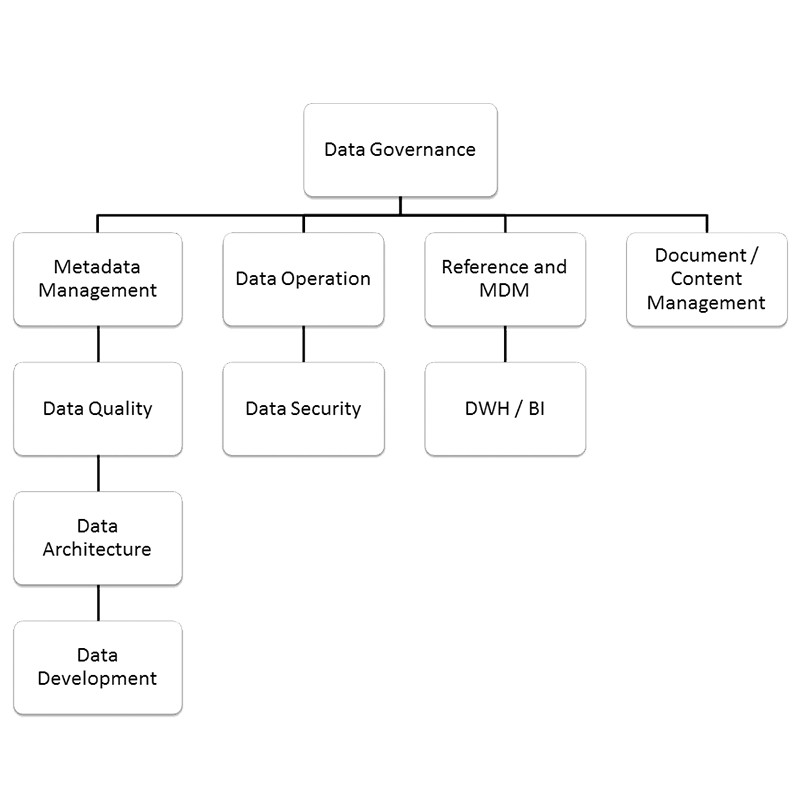 Data Governance
Metadata
Management
Data Operation
Reference and
MDM
Document /
Content
Management
Data Quality
Data Security
DWH / BI
Data
Architecture
Data
Development